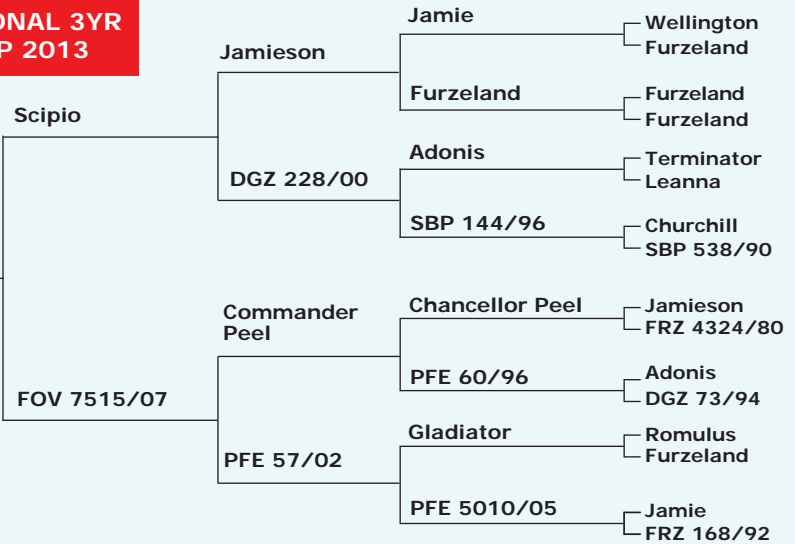 ONAL 3YR
P 2013
Scipio
FOV 7515/07
Jamieson
DGZ 228/00
Commander
Peel
PFE 57/02
Jamie
Furzeland
Adonis
SBP 144/96
Chancellor Peel
PFE 60/96
Gladiator
PFE 5010/05
Wellington
Furzeland
Furzeland
Furzeland
Terminator
Leanna
Churchill
SBP 538/90
Jamieson
FRZ 4324/80
Adonis
DGZ 73/94
Romulus
Furzeland
Jamie
FRZ 168/92